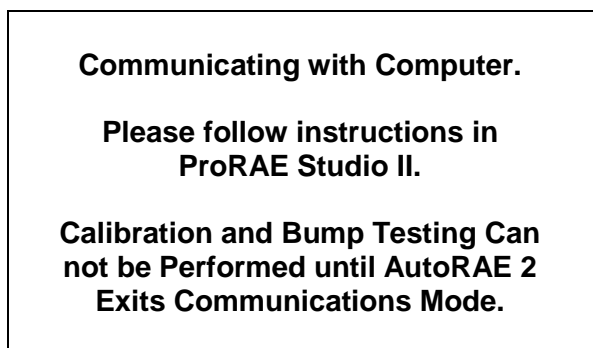 Communicating with Computer.
Please follow instructions in
ProRAE Studio II.
Calibration and Bump Testing Can
not be Performed until AutoRAE 2
Exits Communications Mode.